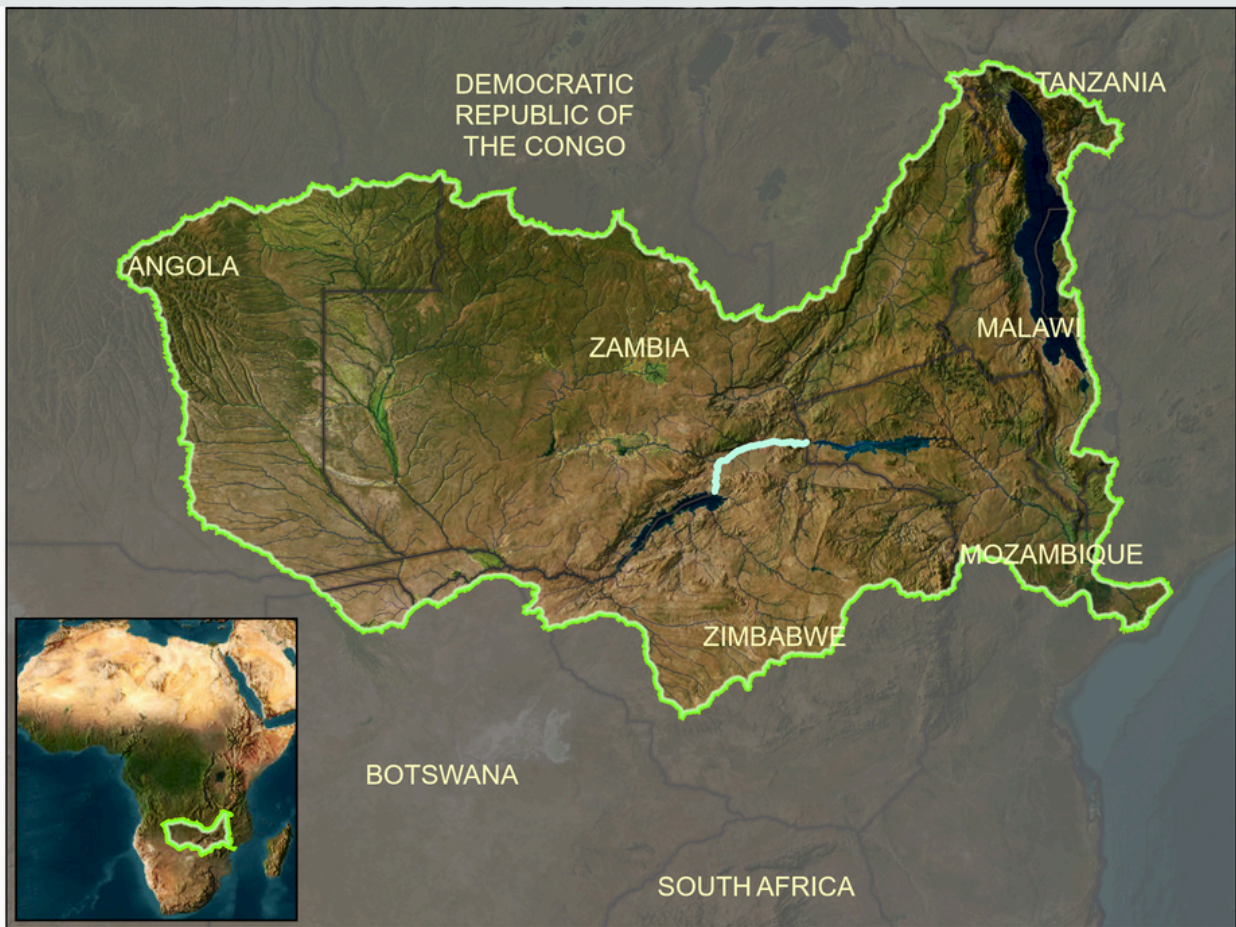 DEMOCRATIC
REPUBLIC OF
THE CONGO
TANZANIA
ANGOLA
ZAMBIA
MALAWI
MOZAMBIQUE
ZIMBABWE
BOTSWANA
SOUTH AFRICA